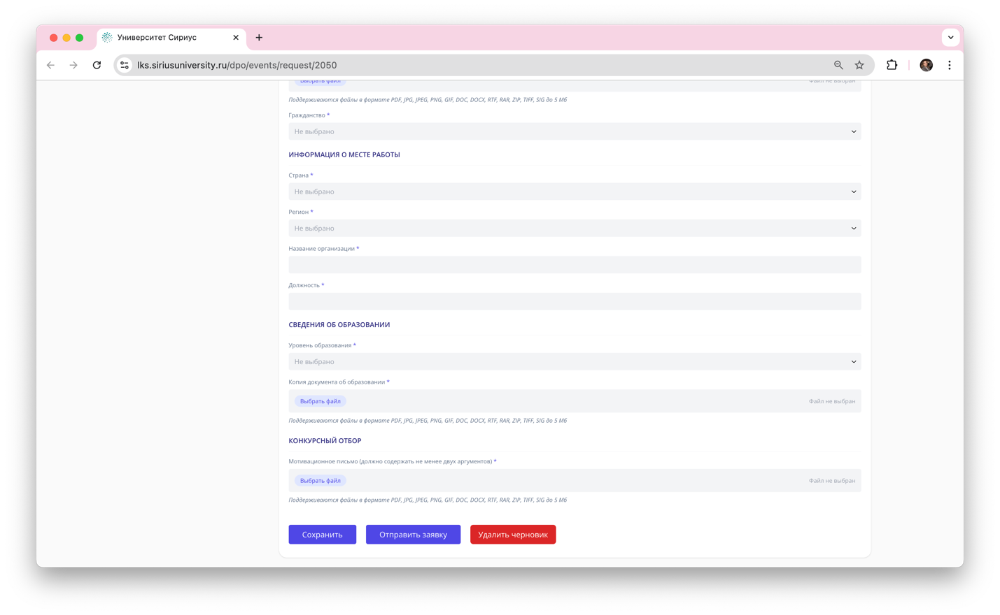 Университет Сириус
lks.siriusuniversity.ru/dpo/events/request/2050
Выбрать файл
Файл не выбран
Поддерживаются файлы в формате PDF, JPG, JPEG, PNG, GIF, DOC, DOCX, RTF, RAR, ZIP, TIFF, SIG до 5 Мб
Гражданство *
Не выбрано
ИНФОРМАЦИЯ О МЕСТЕ РАБОТЫ
Страна *
Не выбрано
Регион *
Не выбрано
Название организации *
Должность *
СВЕДЕНИЯ ОБ ОБРАЗОВАНИИ
Уровень образования *
Не выбрано
Копия документа об образовании *
Выбрать файл
Файл не выбран
Поддерживаются файлы в формате PDF, JPG, JPEG, PNG, GIF, DOC, DOCX, RTF, RAR, ZIP, TIFF, SIG до 5 Мб
КОНКУРСНЫЙ ОТБОР
Мотивационное письмо (должно содержать не менее двух аргументов) *
Выбрать файл
Файл не выбран
Поддерживаются файлы в формате PDF, JPG, JPEG, PNG, GIF, DOC, DOCX, RTF, RAR, ZIP, TIFF, SIG до 5 Мб
Сохранить
Отправить заявку
Удалить черновик